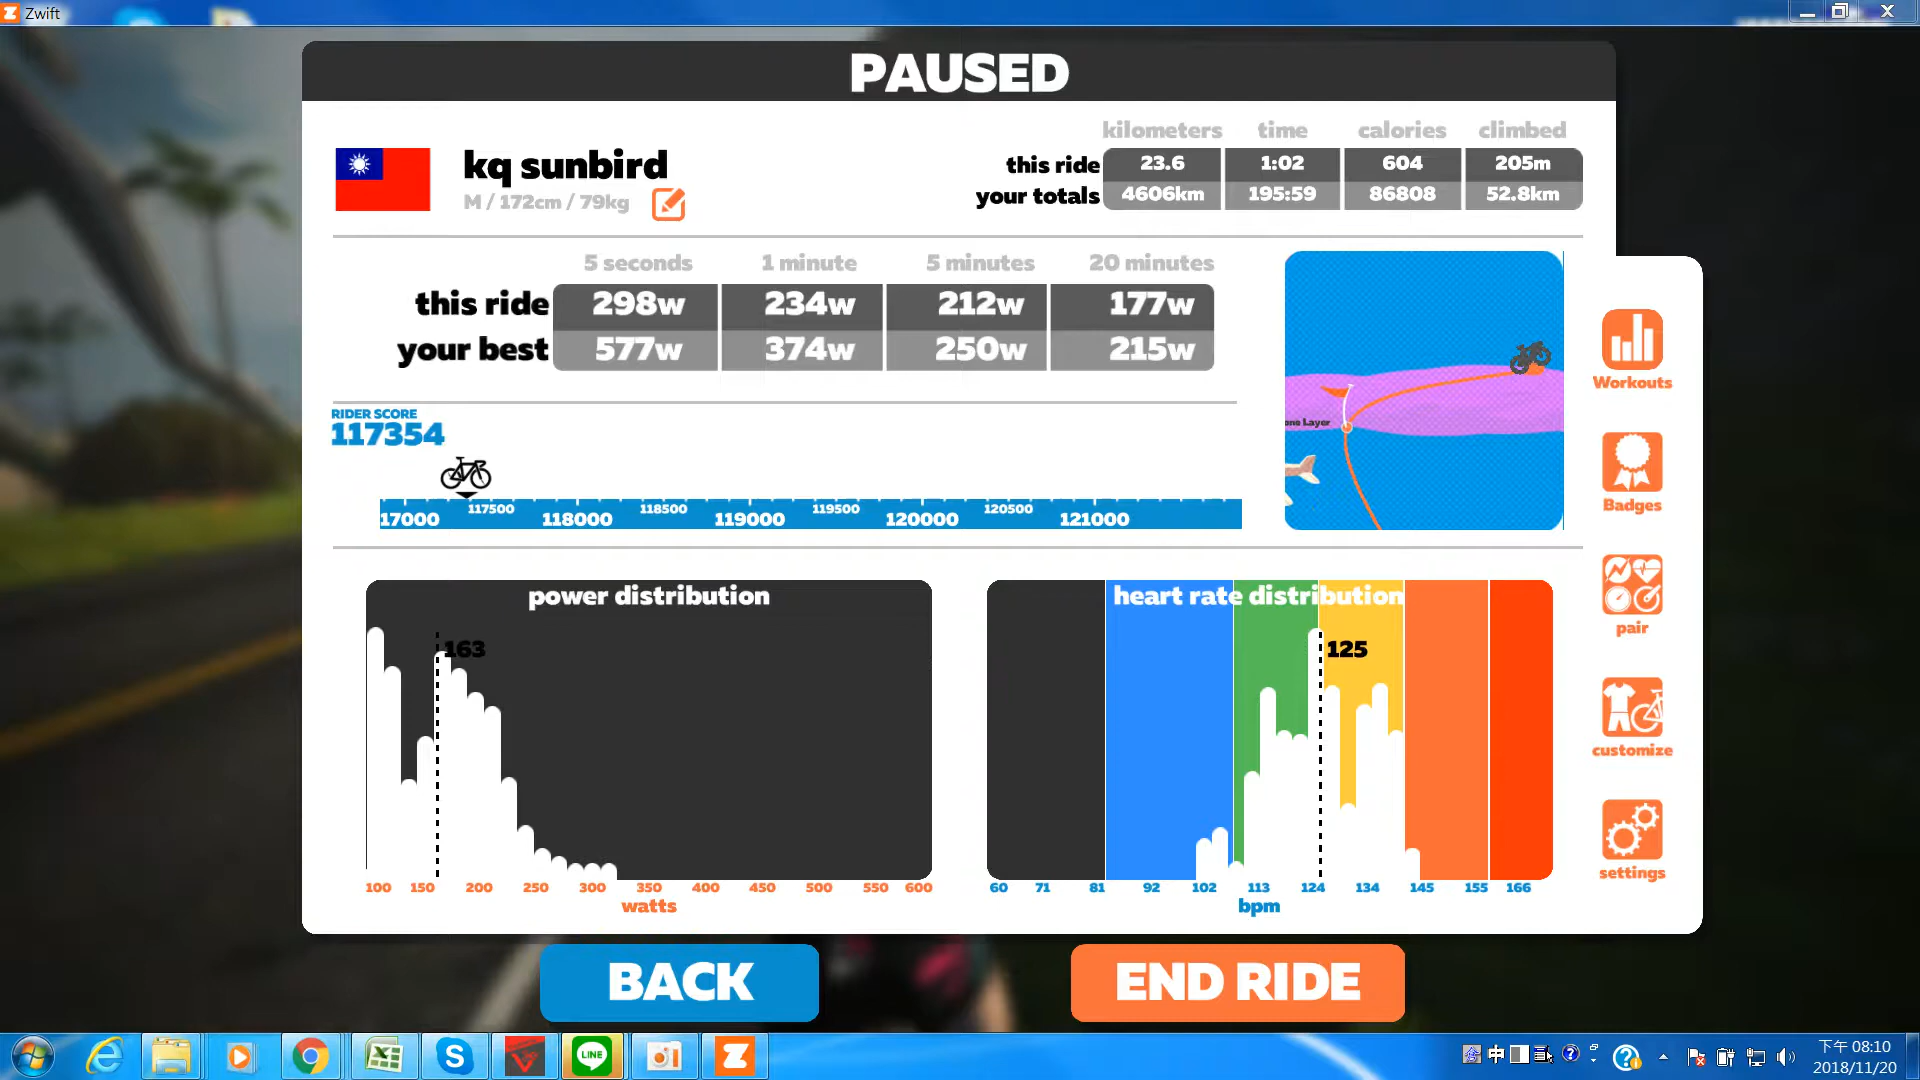 Zwift
PAUSED
kilometers time calories climbed
kq sunbird
M / 172cm / 79kg
this ride 23.6 1:02 604 205m
your totals 4606km 195:59 86808 52.8km
5 seconds 1 minute 5 minutes 20 minutes
this ride 298w 234w 212w 177w
your best 577w 374w 250w 215w
RIDER SCORE
117354
17000 117500 118000 118500 119000 119500 120000 120500 121000
one Layer
Workouts
Badges
pair
customize
settings
power distribution
163
100 150 200 250 300 350 400 450 500 550 600
watts
heart rate distribution
125
60 71 81 92 102 113 124 134 145 155 166
bpm
BACK
END RIDE
LINE
中
下午 08:10
2018/11/20